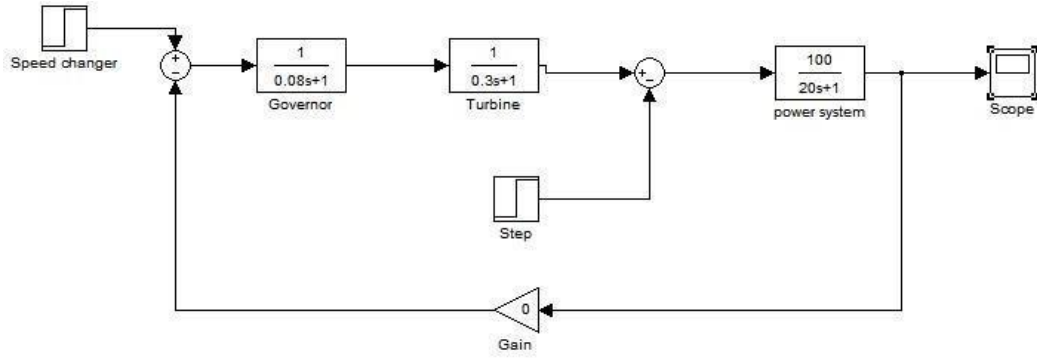 Speed changer
+
−
1
0.08s+1
Governor
1
0.3s+1
Turbine
+
−
100
20s+1
power system
Scope
Step
0
Gain